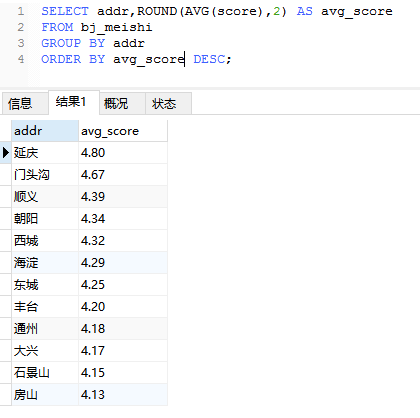 1 SELECT addr,ROUND(AVG(score),2) AS avg_score
2 FROM bj_meishi
3 GROUP BY addr
4 ORDER BY avg_score DESC;
信息 结果1 概况 状态
addr avg_score
延庆 4.80
门头沟 4.67
顺义 4.39
朝阳 4.34
西城 4.32
海淀 4.29
东城 4.25
丰台 4.20
通州 4.18
大兴 4.17
石景山 4.15
房山 4.13